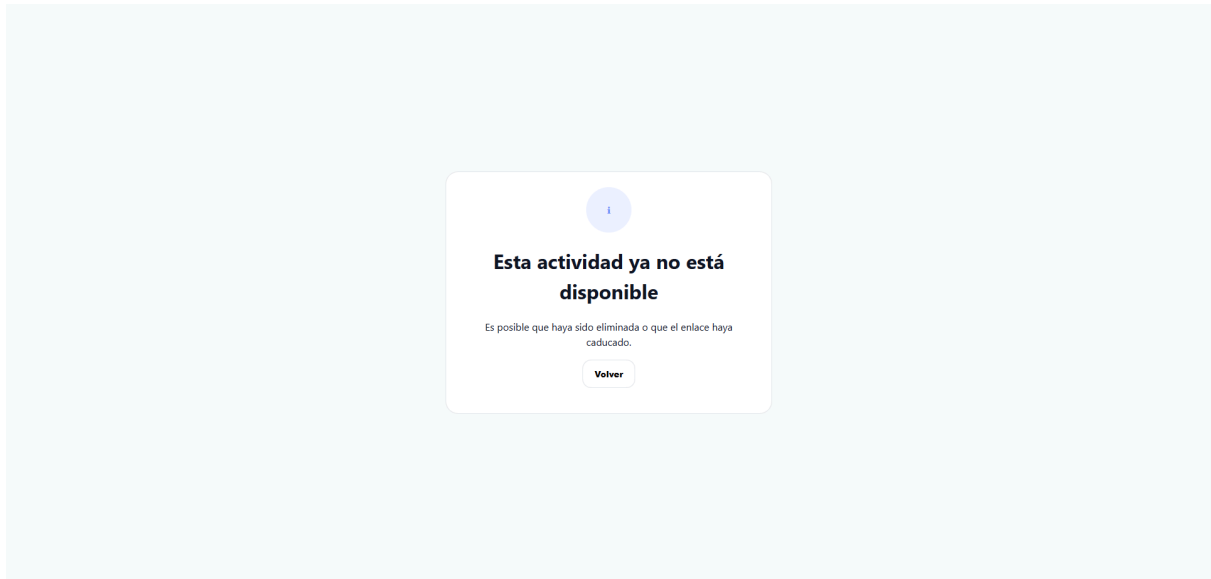 i
Esta actividad ya no está
disponible
Es posible que haya sido eliminada o que el enlace haya
caducado.
Volver